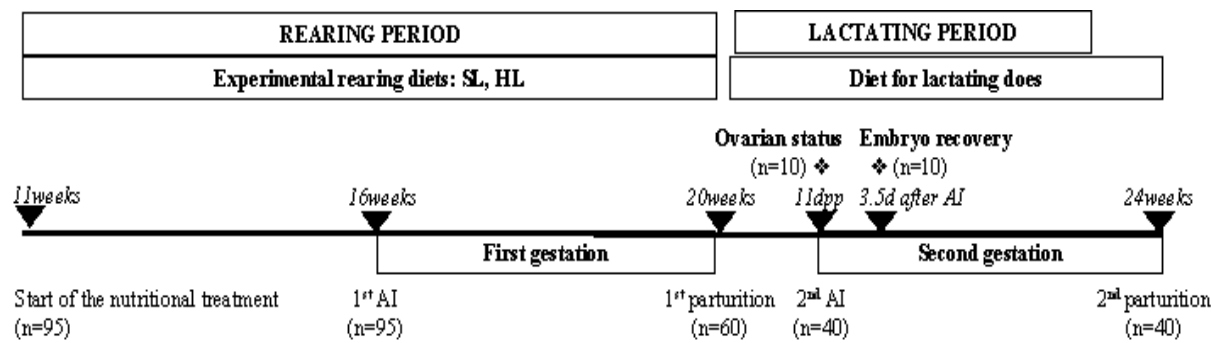 REARING PERIOD
LACTATING PERIOD
Experimental rearing diets: SL, HL
Diet for lactating does
Ovarian status
Embryo recovery
(n=10) ❖
❖ (n=10)
11weeks
16weeks
20weeks
11dpp
3.5d after AI
24weeks
First gestation
Second gestation
Start of the nutritional treatment
(n=95)
1st AI
(n=95)
1st parturition
(n=60)
2nd AI
(n=40)
2nd parturition
(n=40)